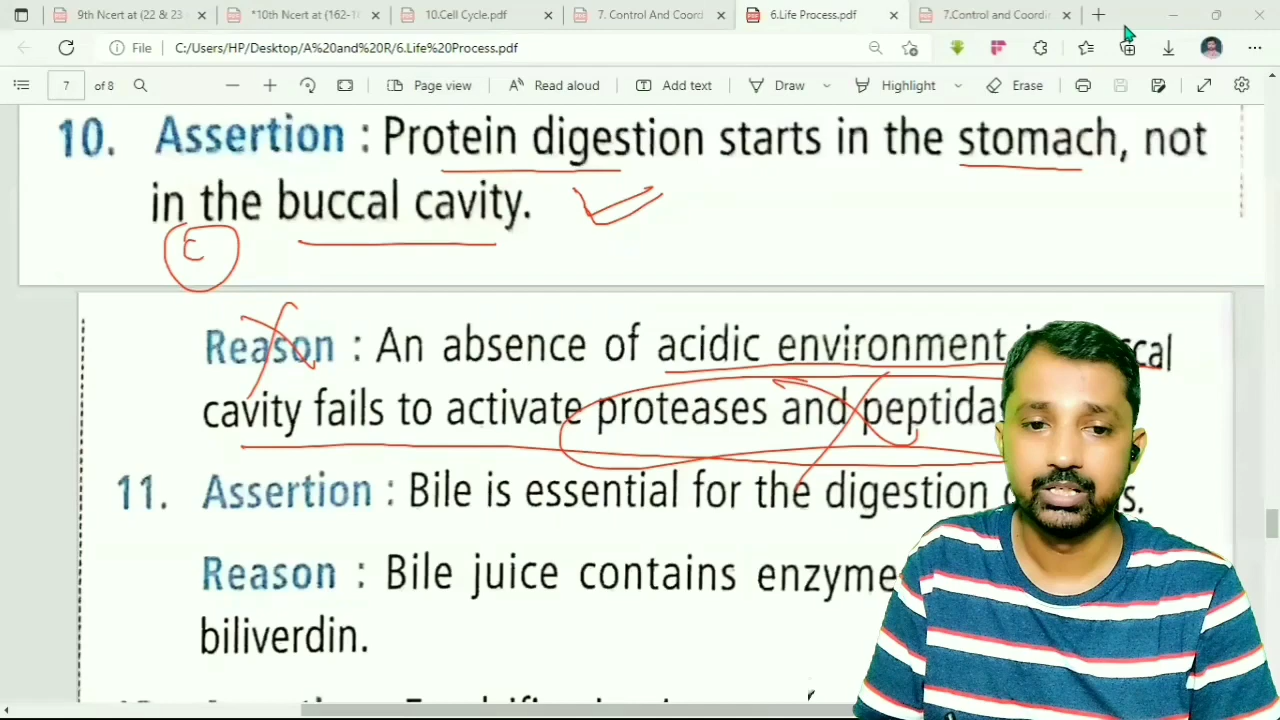 9th Ncert at (22 & 23
*10th Ncert at (162-1
10.Cell Cycle.pdf
7. Control And Coord
6.Life Process.pdf
7.Control and Coordi
File C:/Users/HP/Desktop/A%20and%20R/6.Life%20Process.pdf
7 of 8 Page view Read aloud Add text Draw Highlight Erase
10. Assertion : Protein digestion starts in the stomach, not
in the buccal cavity.
C
Reason : An absence of acidic environment
cavity fails to activate proteases and
11. Assertion : Bile is essential for the digestion
Reason : Bile juice contains
biliverdin.